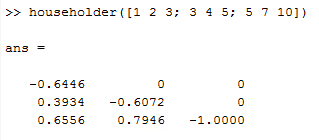 >> householder([1 2 3; 3 4 5; 5 7 10])
ans =
-0.6446 0 0
0.3934 -0.6072 0
0.6556 0.7946 -1.0000